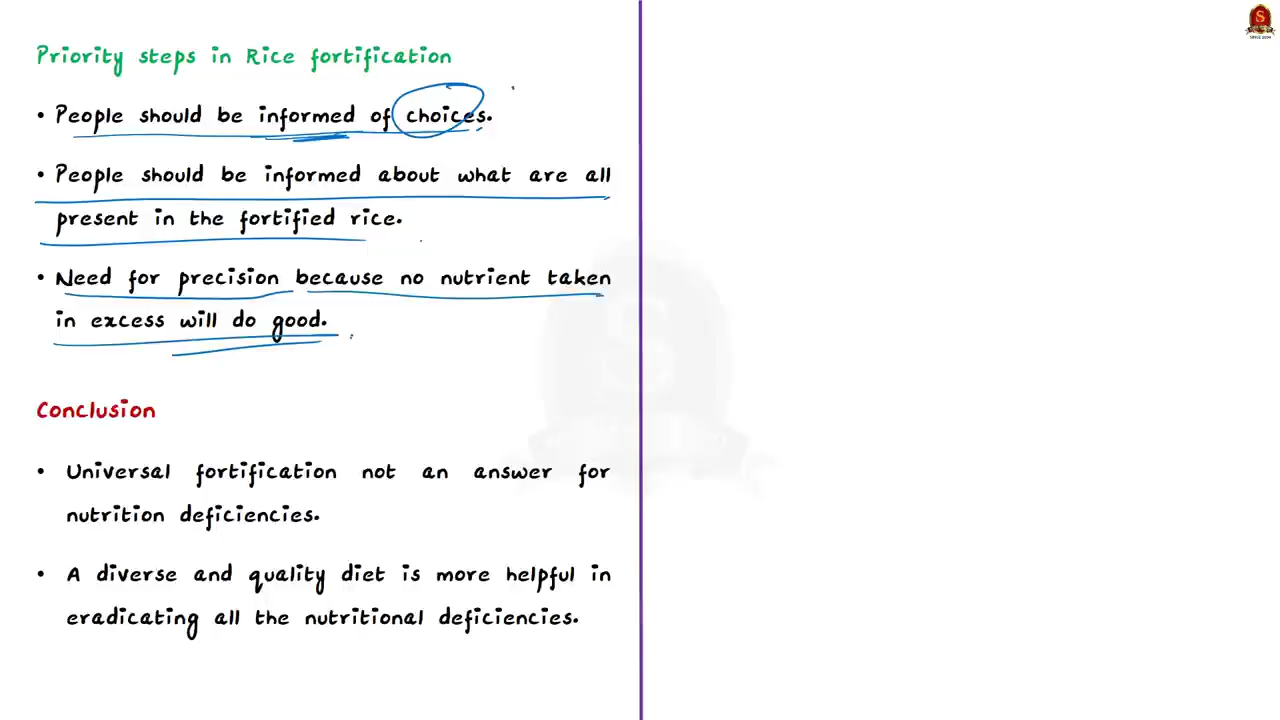 Priority steps in Rice fortification
• People should be informed of choices.
• People should be informed about what are all
present in the fortified rice.
• Need for precision because no nutrient taken
in excess will do good.
Conclusion
• Universal fortification not an answer for
nutrition deficiencies.
• A diverse and quality diet is more helpful in
eradicating all the nutritional deficiencies.